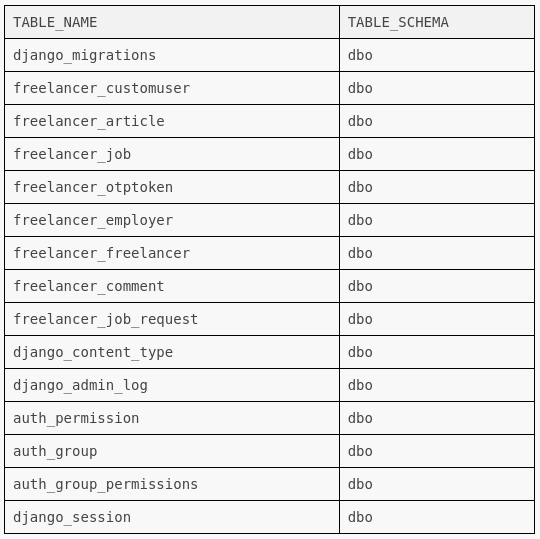 TABLE_NAME TABLE_SCHEMA
django_migrations dbo
freelancer_customuser dbo
freelancer_article dbo
freelancer_job dbo
freelancer_otptoken dbo
freelancer_employer dbo
freelancer_freelancer dbo
freelancer_comment dbo
freelancer_job_request dbo
django_content_type dbo
django_admin_log dbo
auth_permission dbo
auth_group dbo
auth_group_permissions dbo
django_session dbo